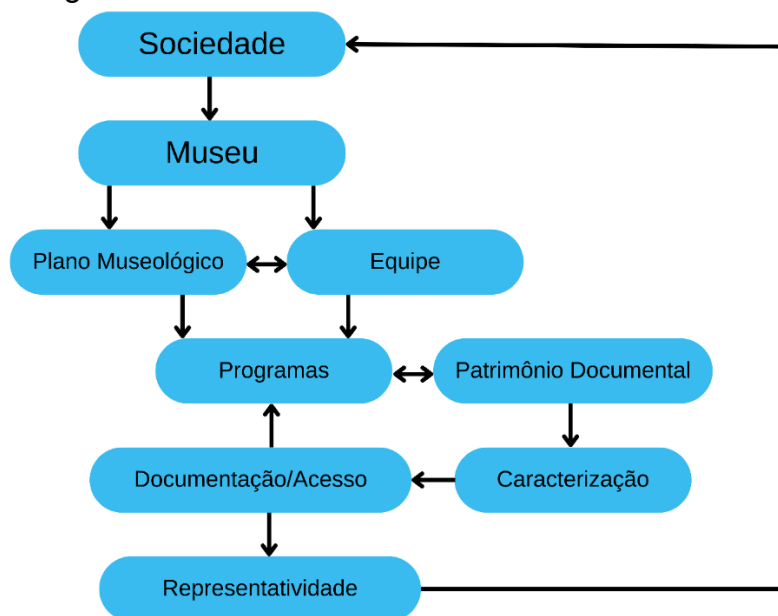 Sociedade
Museu
Plano Museológico
Equipe
Programas
Patrimônio Documental
Documentação/Acesso
Caracterização
Representatividade